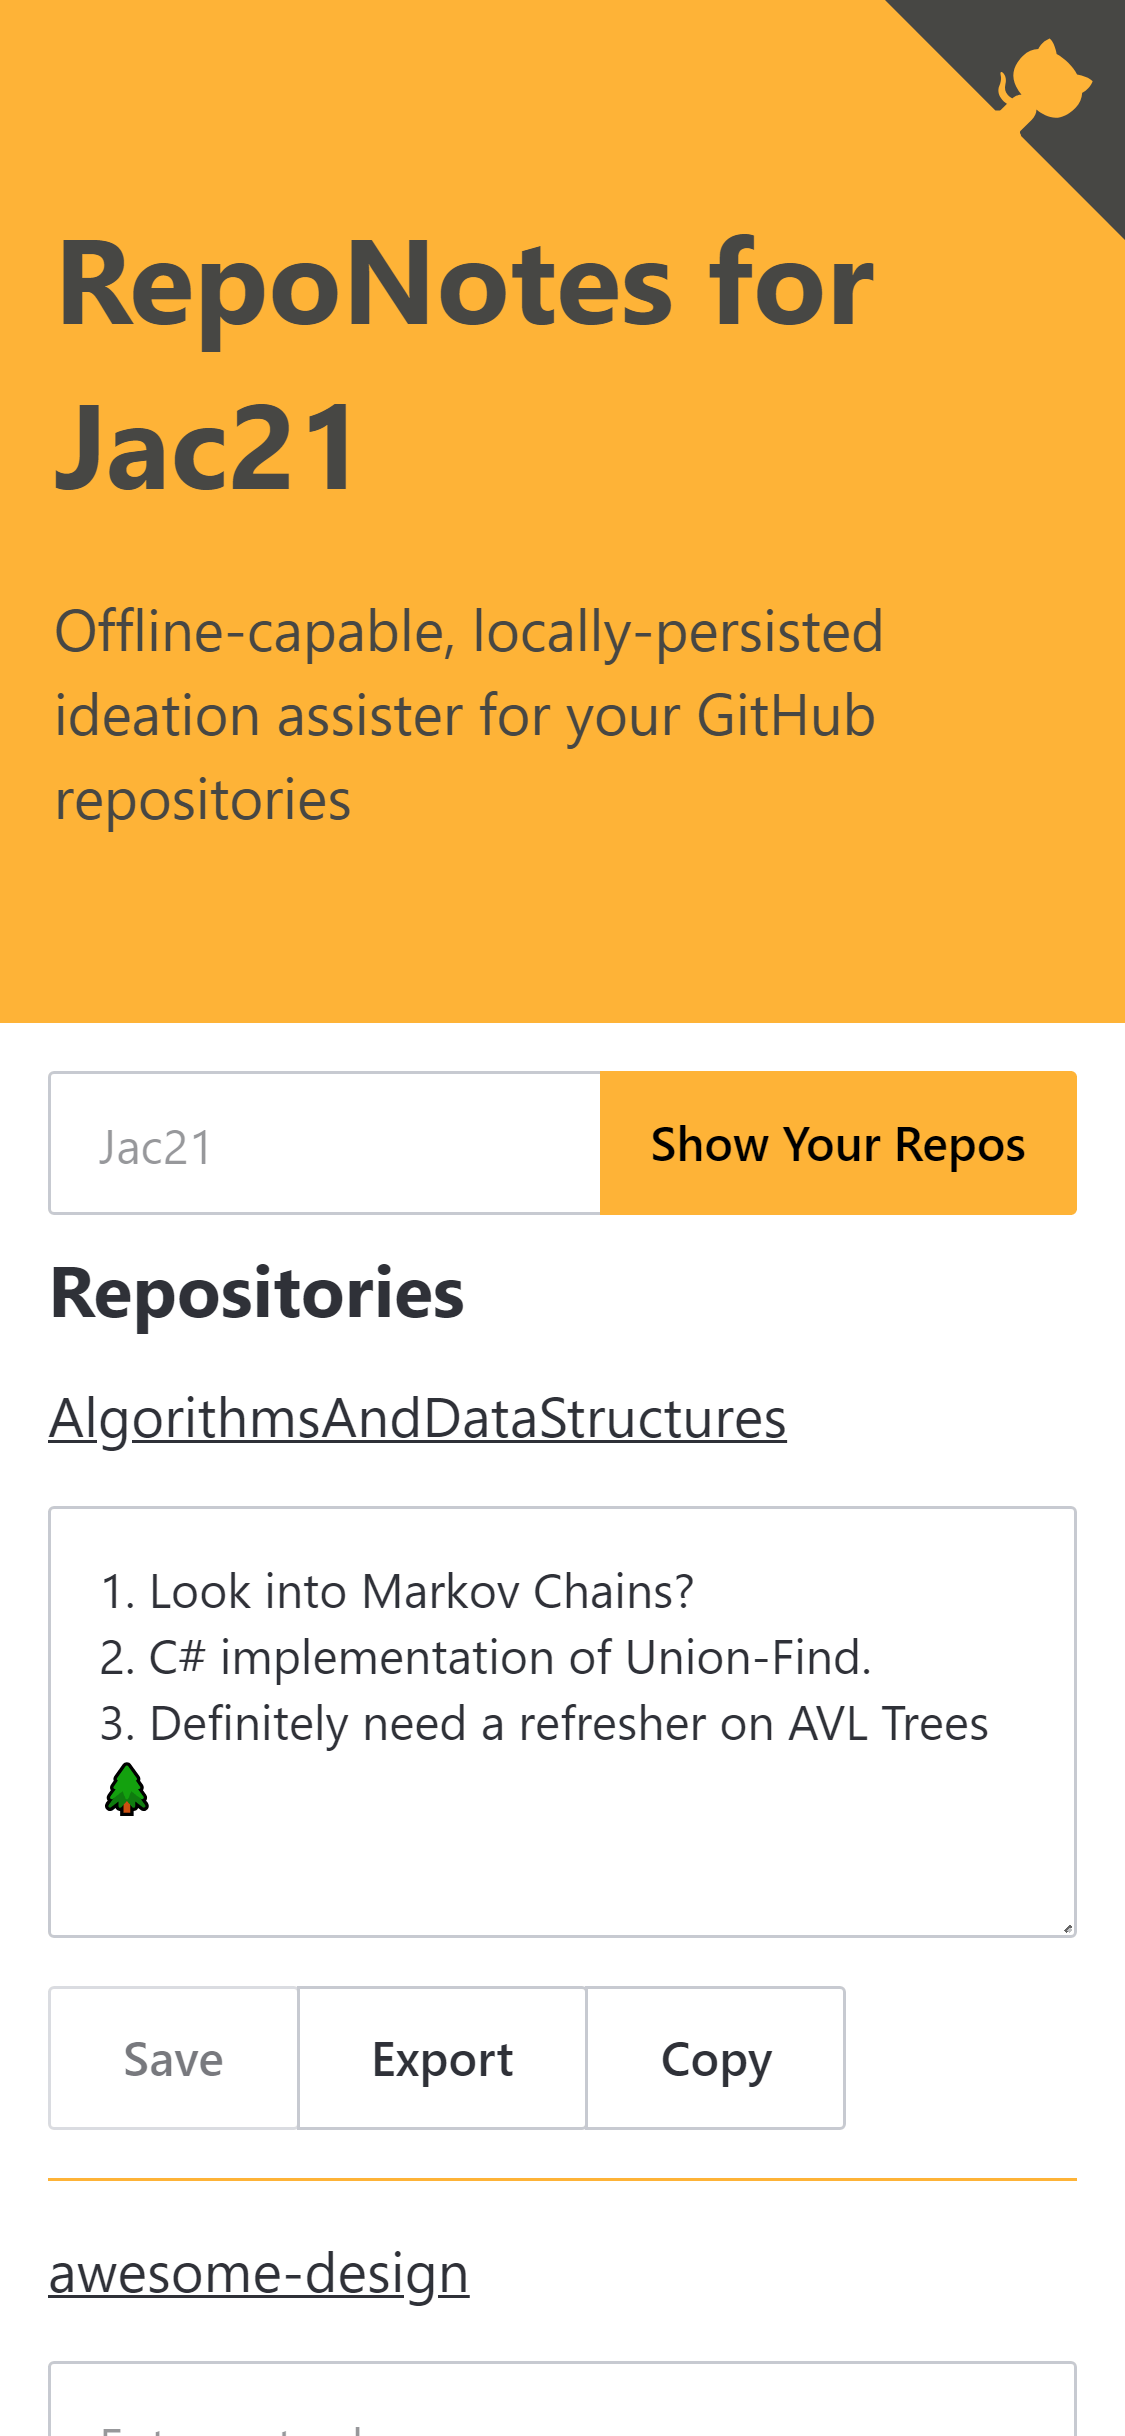 RepoNotes for
Jac21
Offline-capable, locally-persisted
ideation assister for your GitHub
repositories
Jac21
Show Your Repos
Repositories
AlgorithmsAndDataStructures
1. Look into Markov Chains?
2. C# implementation of Union-Find.
3. Definitely need a refresher on AVL Trees
🌲
Save
Export
Copy
awesome-design